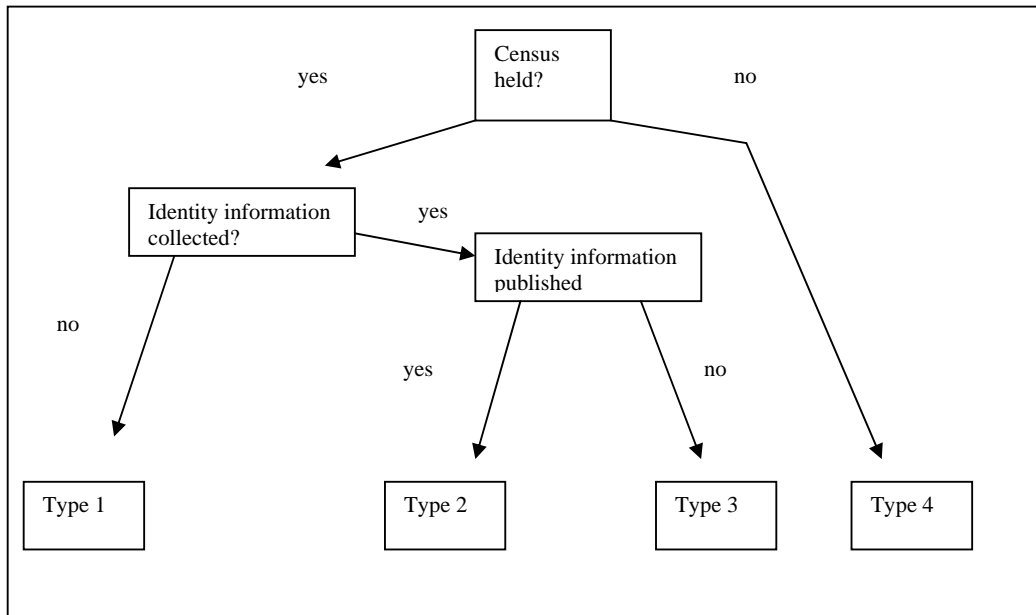 Census
held?
yes
no
Identity information
collected?
yes
Identity information
published
no
yes
no
Type 1
Type 2
Type 3
Type 4